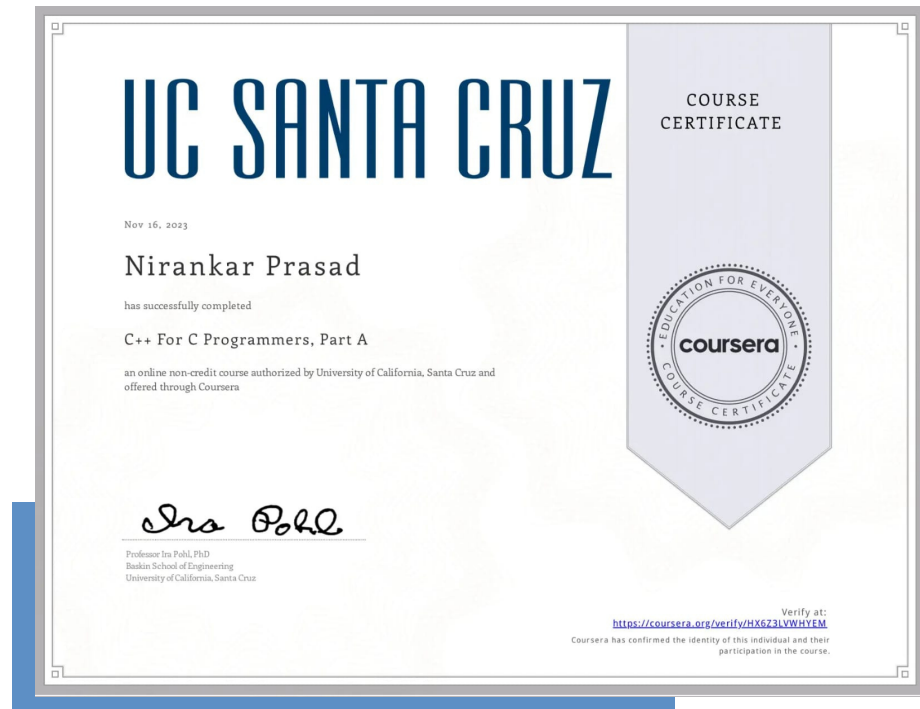 UC SANTA CRUZ
COURSE
CERTIFICATE
Nov 16, 2023
Nirankar Prasad
has successfully completed
C++ For C Programmers, Part A
an online non-credit course authorized by University of California, Santa Cruz and
offered through Coursera
EDUCATION FOR EVERYONE
coursera
COURSE CERTIFICATE
Ira Pohl
Professor Ira Pohl, PhD
Baskin School of Engineering
University of California, Santa Cruz
Verify at:
https://coursera.org/verify/HX6Z3LVWHYEM
Coursera has confirmed the identity of this individual and their
participation in the course.